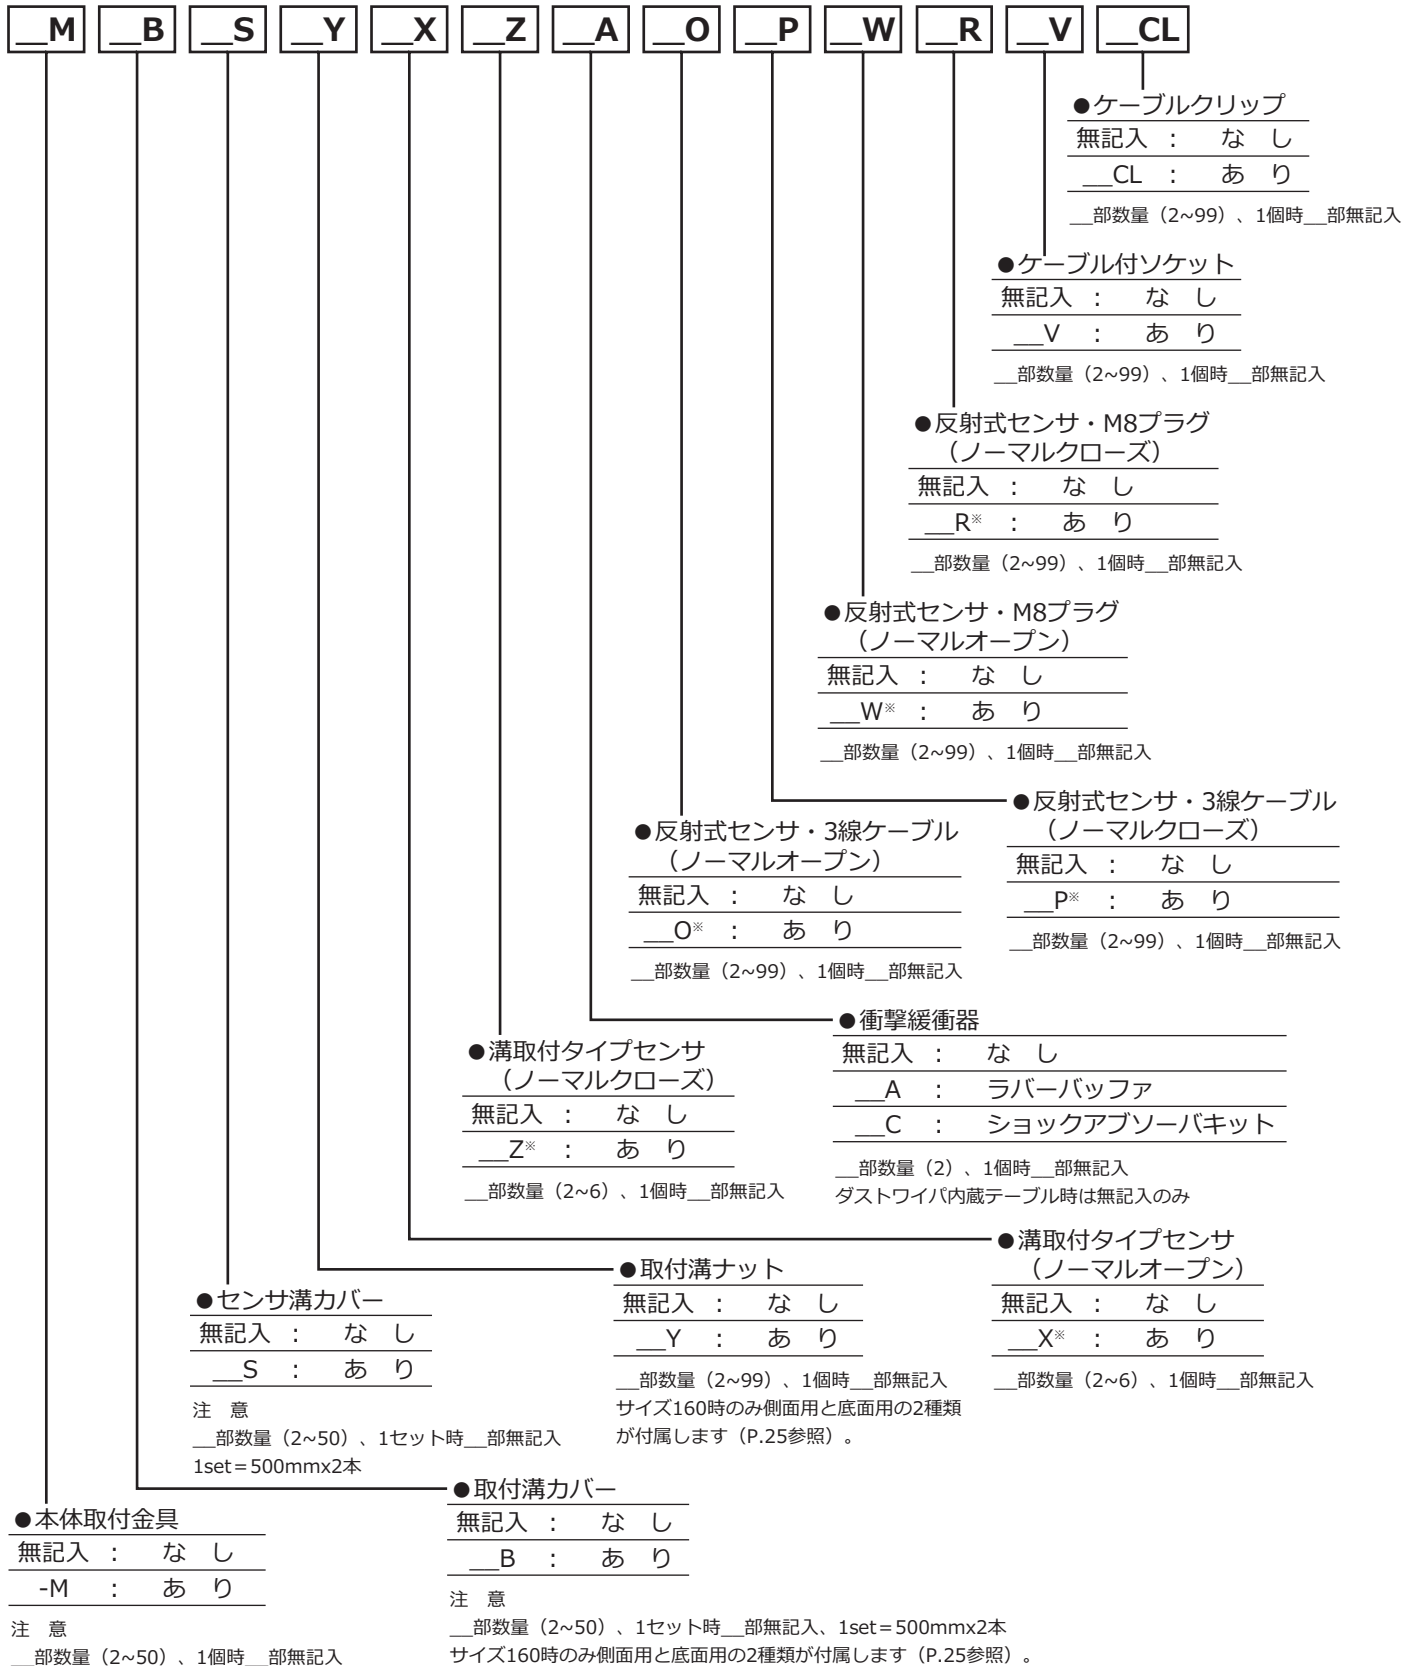 __M __B __S __Y __X __Z __A __O __P __W __R __V __CL
●ケーブルクリップ
無記入 : な し
__CL : あ り
__部数量（2~99）、1個時__部無記入
●ケーブル付ソケット
無記入 : な し
__V : あ り
__部数量（2~99）、1個時__部無記入
●反射式センサ・M8プラグ
（ノーマルクローズ）
無記入 : な し
__R※ : あ り
__部数量（2~99）、1個時__部無記入
●反射式センサ・M8プラグ
（ノーマルオープン）
無記入 : な し
__W※ : あ り
__部数量（2~99）、1個時__部無記入
●反射式センサ・3線ケーブル
（ノーマルクローズ）
無記入 : な し
__P※ : あ り
__部数量（2~99）、1個時__部無記入
●反射式センサ・3線ケーブル
（ノーマルオープン）
無記入 : な し
__O※ : あ り
__部数量（2~99）、1個時__部無記入
●衝撃緩衝器
無記入 : な し
__A : ラバーバッファ
__C : ショックアブソーバキット
__部数量（2）、1個時__部無記入
ダストワイパ内蔵テーブル時は無記入のみ
●溝取付タイプセンサ
（ノーマルクローズ）
無記入 : な し
__Z※ : あ り
__部数量（2~6）、1個時__部無記入
●溝取付タイプセンサ
（ノーマルオープン）
無記入 : な し
__X※ : あ り
__部数量（2~6）、1個時__部無記入
●取付溝ナット
無記入 : な し
__Y : あ り
__部数量（2~99）、1個時__部無記入
サイズ160時のみ側面用と底面用の2種類
が付属します（P.25参照）。
●センサ溝カバー
無記入 : な し
__S : あ り
注 意
__部数量（2~50）、1セット時__部無記入
1set＝500mmx2本
●取付溝カバー
無記入 : な し
__B : あ り
注 意
__部数量（2~50）、1セット時__部無記入、1set＝500mmx2本
サイズ160時のみ側面用と底面用の2種類が付属します（P.25参照）。
●本体取付金具
無記入 : な し
-M : あ り
注 意
__部数量（2~50）、1個時__部無記入